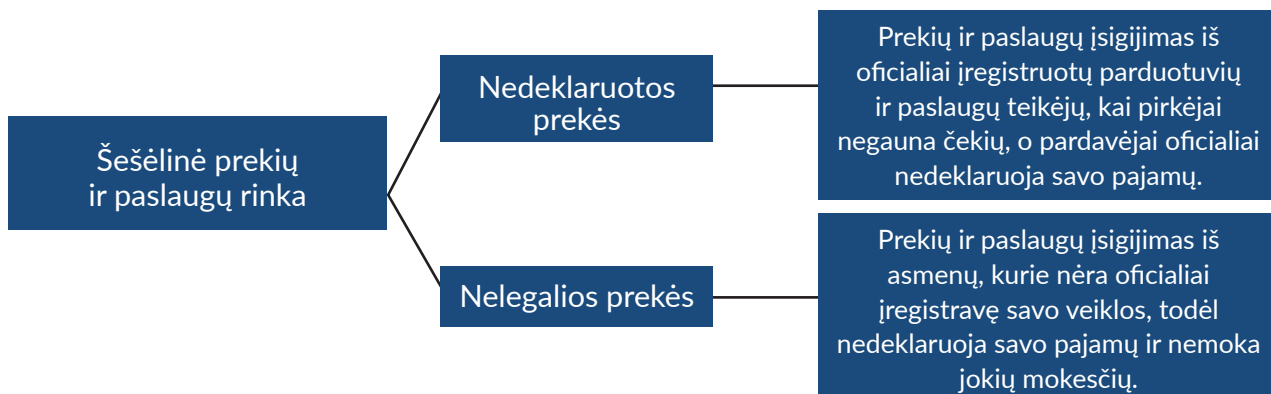 Šešėlinė prekių
ir paslaugų rinka
Nedeklaruotos
prekės
Prekių ir paslaugų įsigijimas iš
oficialiai įregistruotų parduotuvių
ir paslaugų teikėjų, kai pirkėjai
negauna čekių, o pardavėjai oficialiai
nedeklaruoja savo pajamų.
Nelegalios prekės
Prekių ir paslaugų įsigijimas iš
asmenų, kurie nėra oficialiai
įregistravę savo veiklos, todėl
nedeklaruoja savo pajamų ir nemoka
jokių mokesčių.